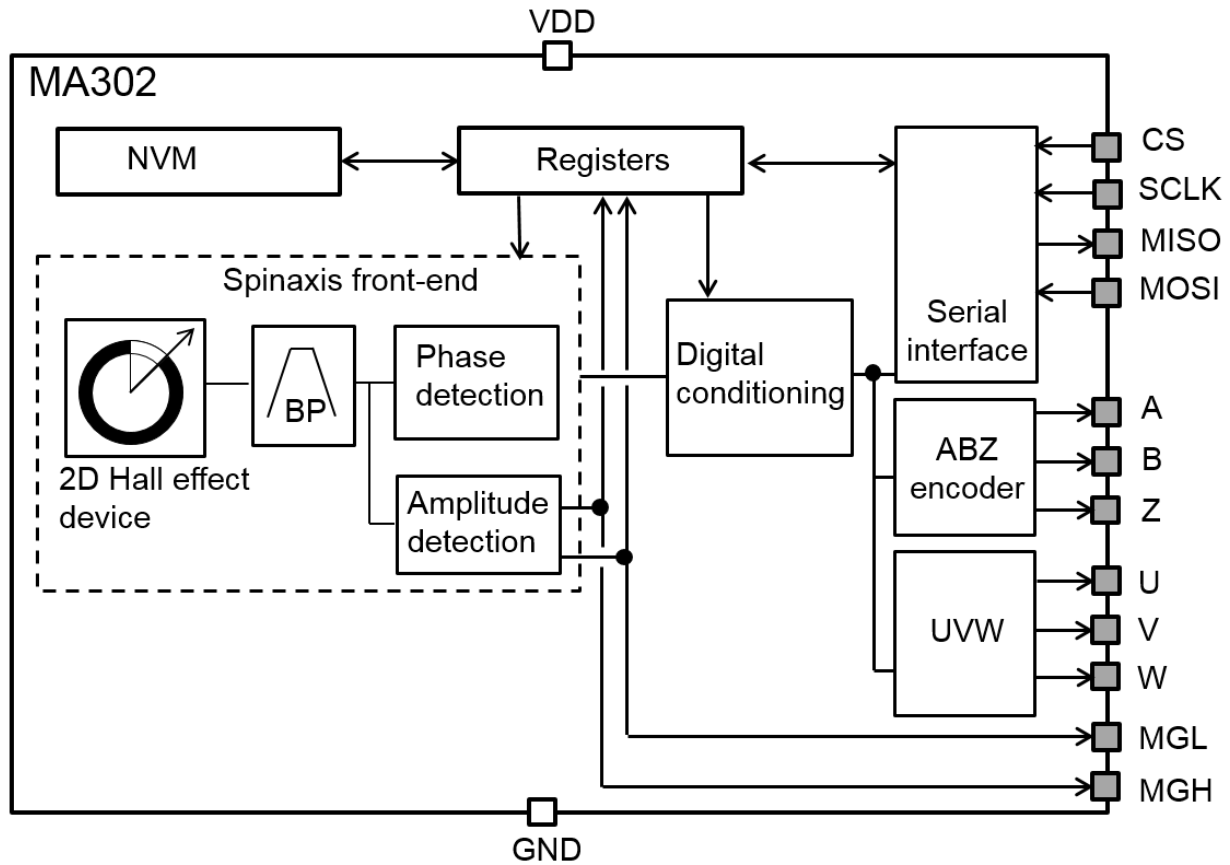 VDD
MA302
NVM
Registers
CS
SCLK
MISO
MOSI
Serial
interface
Spinaxis front-end
Phase
detection
BP
2D Hall effect
device
Amplitude
detection
Digital
conditioning
ABZ
encoder
A
B
Z
UVW
U
V
W
MGL
MGH
GND